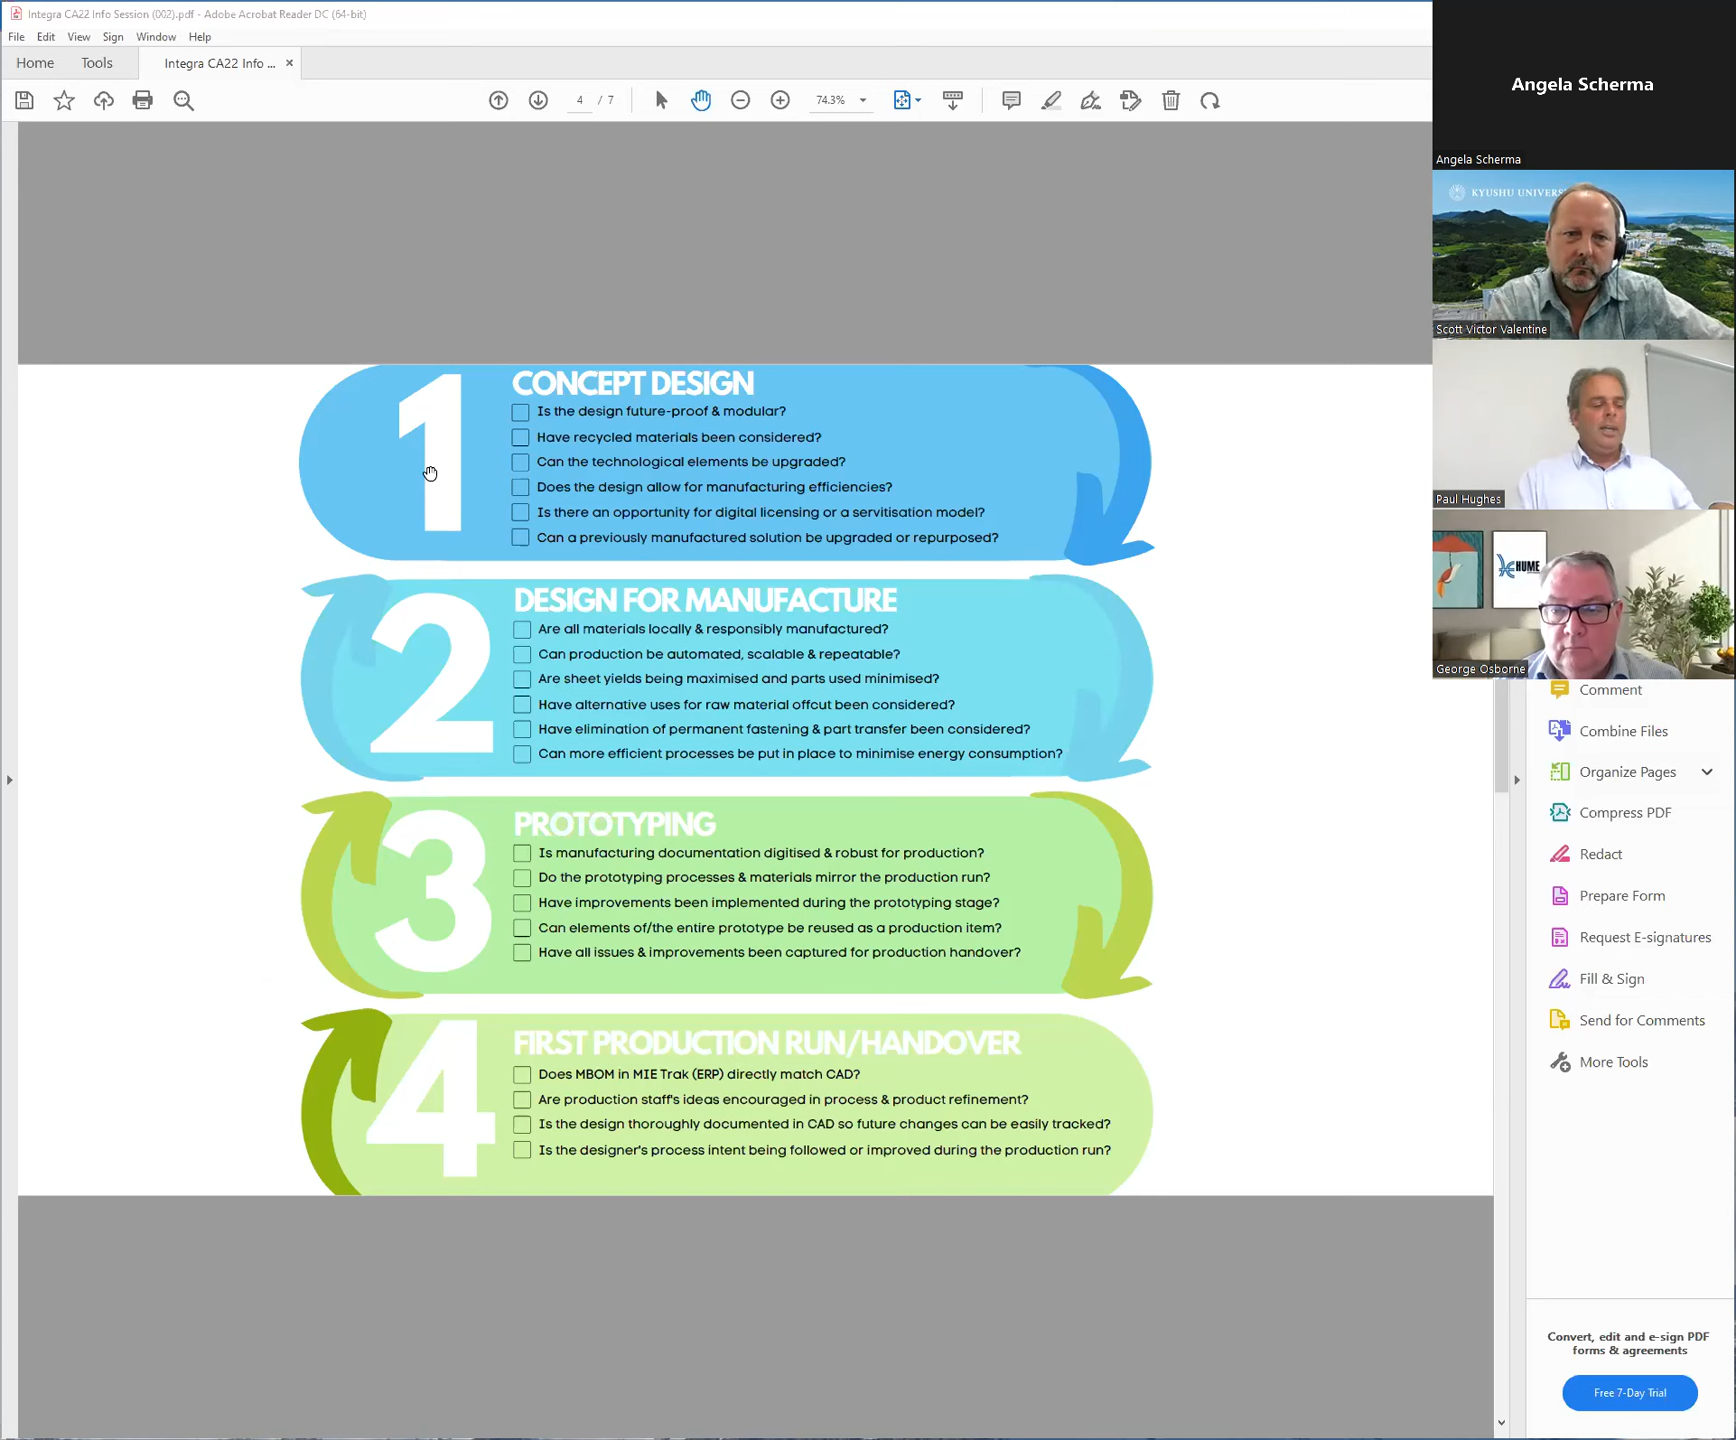 Integra CA22 Info Session (002).pdf - Adobe Acrobat Reader DC (64-bit)
File Edit View Sign Window Help
Home Tools Integra CA22 Info ... ×
4 / 7 74.3%
Angela Scherma
Angela Scherma
KYUSHU UNIVERS
Scott Victor Valentine
Paul Hughes
HUME
George Osborne
1
CONCEPT DESIGN
Is the design future-proof & modular?
Have recycled materials been considered?
Can the technological elements be upgraded?
Does the design allow for manufacturing efficiencies?
Is there an opportunity for digital licensing or a servitisation model?
Can a previously manufactured solution be upgraded or repurposed?
2
DESIGN FOR MANUFACTURE
Are all materials locally & responsibly manufactured?
Can production be automated, scalable & repeatable?
Are sheet yields being maximised and parts used minimised?
Have alternative uses for raw material offcut been considered?
Have elimination of permanent fastening & part transfer been considered?
Can more efficient processes be put in place to minimise energy consumption?
3
PROTOTYPING
Is manufacturing documentation digitised & robust for production?
Do the prototyping processes & materials mirror the production run?
Have improvements been implemented during the prototyping stage?
Can elements of/the entire prototype be reused as a production item?
Have all issues & improvements been captured for production handover?
4
FIRST PRODUCTION RUN/HANDOVER
Does MBOM in MIE Trak (ERP) directly match CAD?
Are production staff's ideas encouraged in process & product refinement?
Is the design thoroughly documented in CAD so future changes can be easily tracked?
Is the designer's process intent being followed or improved during the production run?
Comment
Combine Files
Organize Pages
Compress PDF
Redact
Prepare Form
Request E-signatures
Fill & Sign
Send for Comments
More Tools
Convert, edit and e-sign PDF
forms & agreements
Free 7-Day Trial